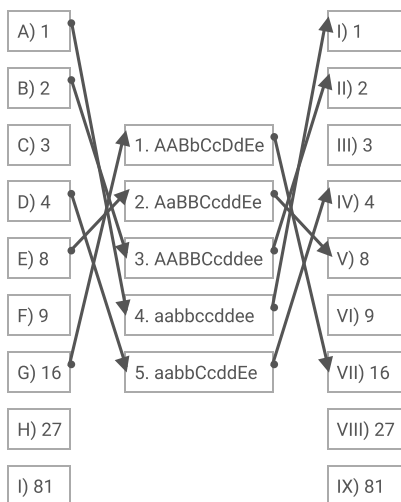 A) 1
B) 2
C) 3
D) 4
E) 8
F) 9
G) 16
H) 27
I) 81
1. AABbCcDdEe
2. AaBBCcddEe
3. AABBCcddee
4. aabbccddee
5. aabbCcddEe
I) 1
II) 2
III) 3
IV) 4
V) 8
VI) 9
VII) 16
VIII) 27
IX) 81